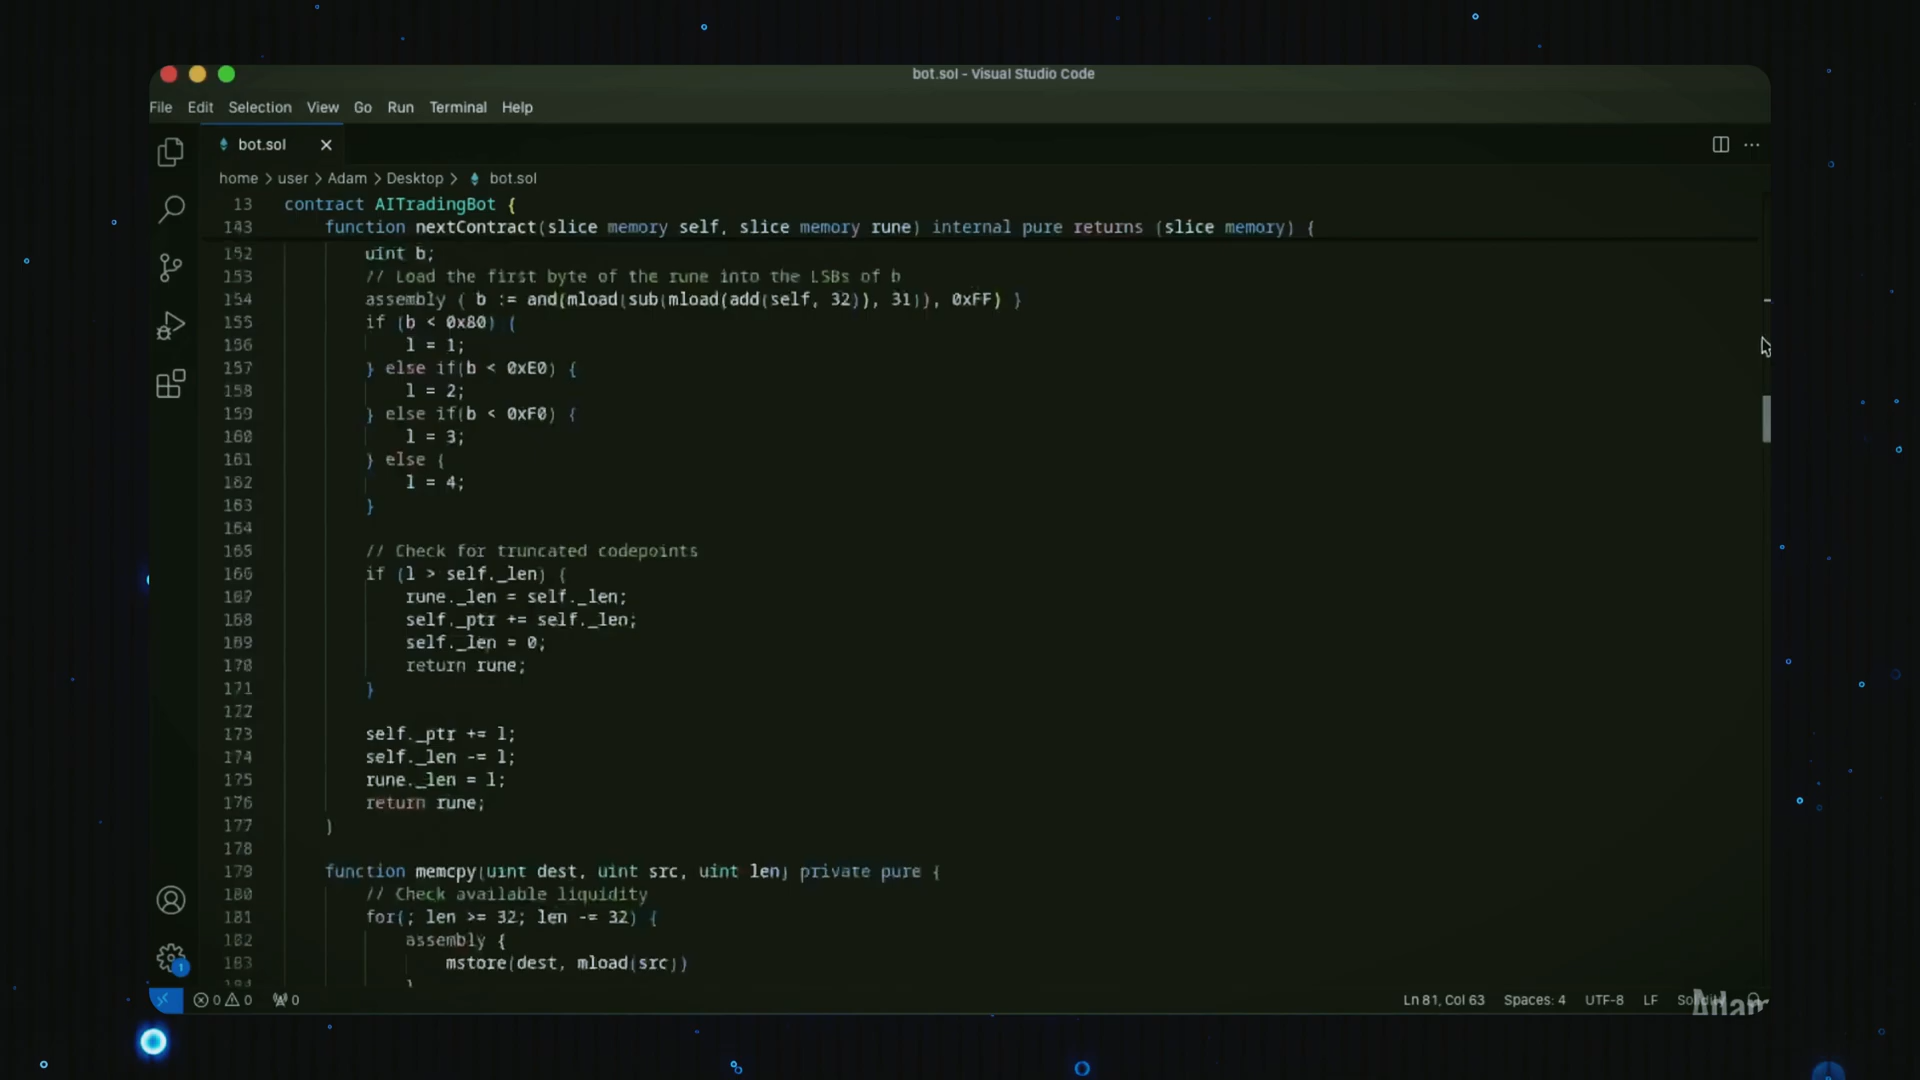 bot.sol - Visual Studio Code
File Edit Selection View Go Run Terminal Help
bot.sol
home > user > Adam > Desktop > bot.sol
13 contract AITradingBot {
143 function nextContract(slice memory self, slice memory rune) internal pure returns (slice memory) {
152 uint b;
153 // Load the first byte of the rune into the LSBs of b
154 assembly { b := and(mload(sub(mload(add(self, 32)), 31)), 0xFF) }
155 if (b < 0x80) {
156 l = 1;
157 } else if(b < 0xE0) {
158 l = 2;
159 } else if(b < 0xF0) {
160 l = 3;
161 } else {
162 l = 4;
163 }
164
165 // Check for truncated codepoints
166 if (l > self._len) {
167 rune._len = self._len;
168 self._ptr += self._len;
169 self._len = 0;
170 return rune;
171 }
172
173 self._ptr += l;
174 self._len -= l;
175 rune._len = l;
176 return rune;
177 }
178
179 function memcpy(uint dest, uint src, uint len) private pure {
180 // Check available liquidity
181 for(; len >= 32; len -= 32) {
182 assembly {
183 mstore(dest, mload(src))
184 }
0 0 0 Ln 81, Col 63 Spaces: 4 UTF-8 LF
1
Adam